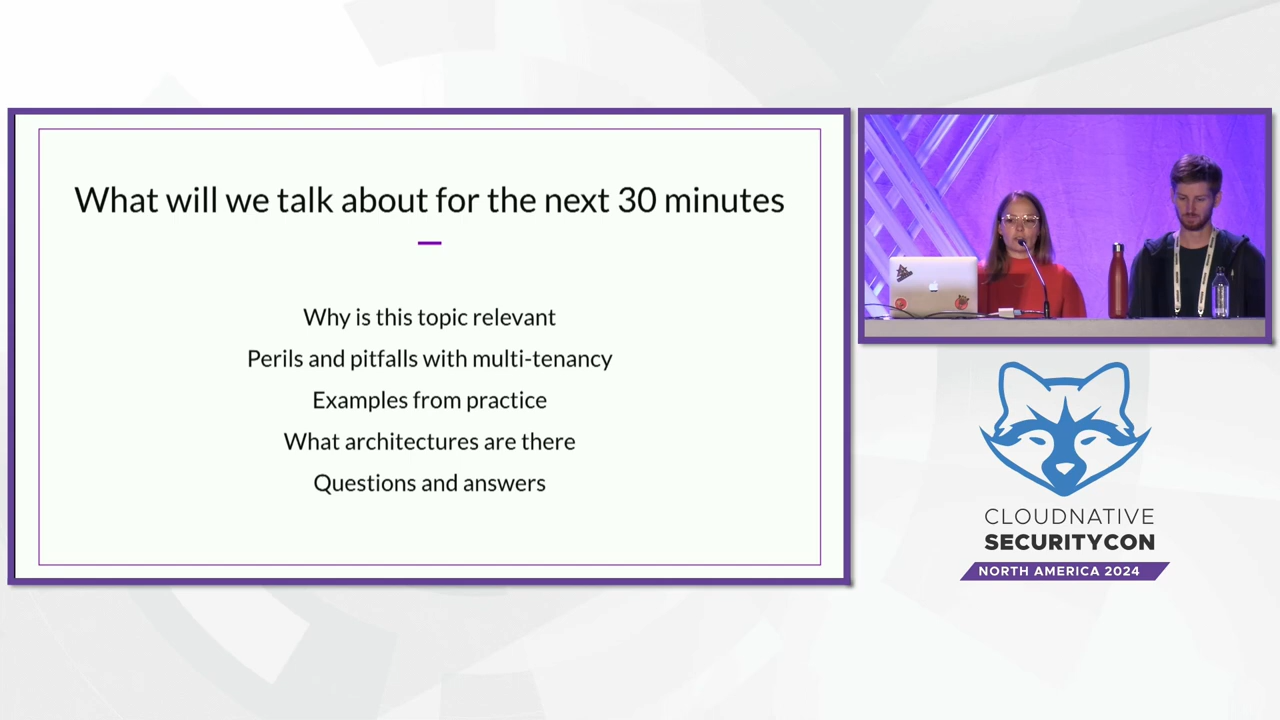 What will we talk about for the next 30 minutes
Why is this topic relevant
Perils and pitfalls with multi-tenancy
Examples from practice
What architectures are there
Questions and answers
CLOUDNATIVE
SECURITYCON
NORTH AMERICA 2024